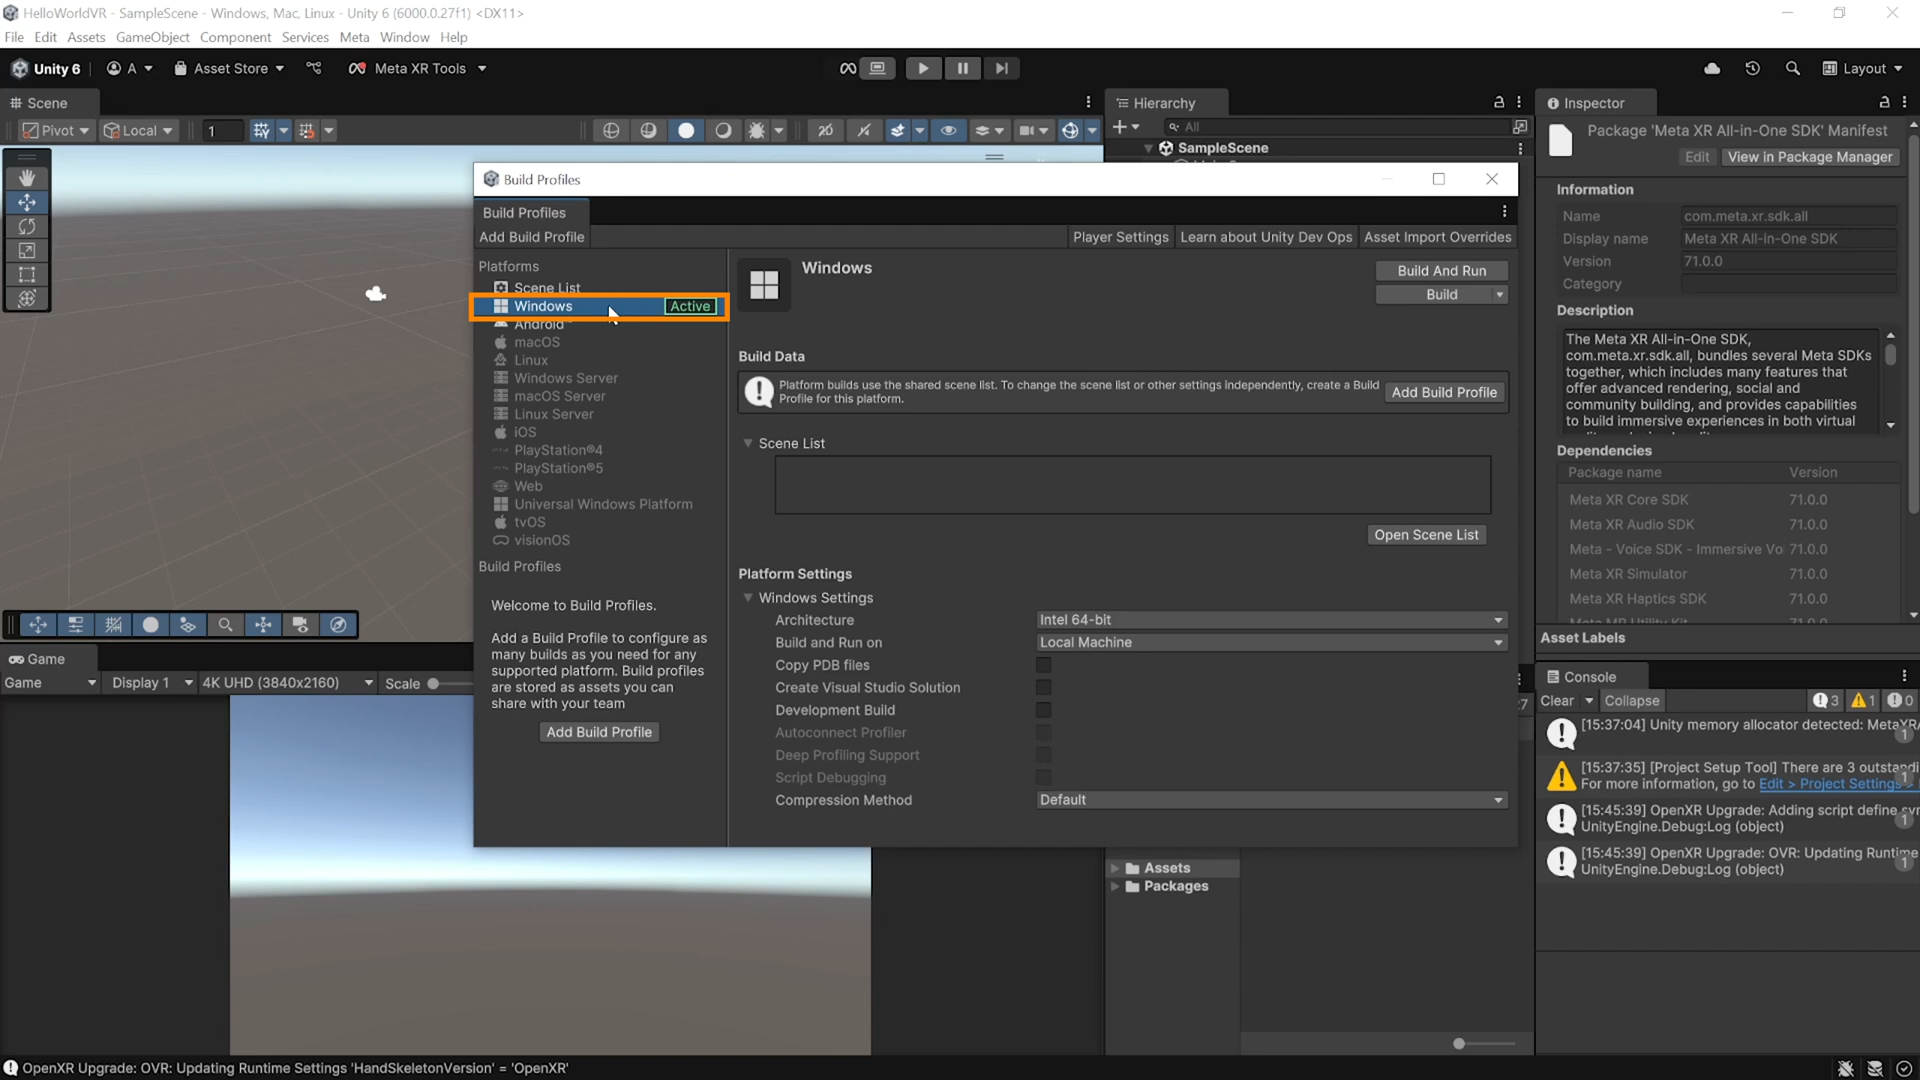 HelloWorldVR - SampleScene - Windows, Mac, Linux - Unity 6 (6000.0.27f1) <DX11>
File Edit Assets GameObject Component Services Meta Window Help
Unity 6 A Asset Store Meta XR Tools Layout
Scene
Pivot Local 1
Hierarchy
All
SampleScene
Inspector
Package 'Meta XR All-in-One SDK' Manifest
Edit View in Package Manager
Information
Name com.meta.xr.sdk.all
Display name Meta XR All-in-One SDK
Version 71.0.0
Category
Description
The Meta XR All-in-One SDK,
com.meta.xr.sdk.all, bundles several Meta SDKs
together, which includes many features that
offer advanced rendering, social and
community building, and provides capabilities
to build immersive experiences in both virtual
Dependencies
Package name Version
Meta XR Core SDK 71.0.0
Meta XR Audio SDK 71.0.0
Meta - Voice SDK - Immersive Vo 71.0.0
Meta XR Simulator 71.0.0
Meta XR Haptics SDK 71.0.0
Asset Labels
Build Profiles
Build Profiles
Add Build Profile Player Settings Learn about Unity Dev Ops Asset Import Overrides
Platforms
Scene List
Windows Active
Android
macOS
Linux
Windows Server
macOS Server
Linux Server
iOS
PlayStation®4
PlayStation®5
Web
Universal Windows Platform
tvOS
visionOS
Build Profiles
Welcome to Build Profiles.
Add a Build Profile to configure as
many builds as you need for any
supported platform. Build profiles
are stored as assets you can
share with your team
Add Build Profile
Windows
Build And Run
Build
Build Data
Platform builds use the shared scene list. To change the scene list or other settings independently, create a Build
Profile for this platform.
Add Build Profile
Scene List
Open Scene List
Platform Settings
Windows Settings
Architecture Intel 64-bit
Build and Run on Local Machine
Copy PDB files
Create Visual Studio Solution
Development Build
Autoconnect Profiler
Deep Profiling Support
Script Debugging
Compression Method Default
Game
Game Display 1 4K UHD (3840x2160) Scale
Assets
Packages
Console
Clear Collapse 3 1 0
[15:37:04] Unity memory allocator detected: MetaXRA
1
[15:37:35] [Project Setup Tool] There are 3 outstandi
For more information, go to Edit > Project Settings >
1
[15:45:39] OpenXR Upgrade: Adding script define syn
UnityEngine.Debug:Log (object)
1
[15:45:39] OpenXR Upgrade: OVR: Updating Runtime
UnityEngine.Debug:Log (object)
1
OpenXR Upgrade: OVR: Updating Runtime Settings 'HandSkeletonVersion' = 'OpenXR'